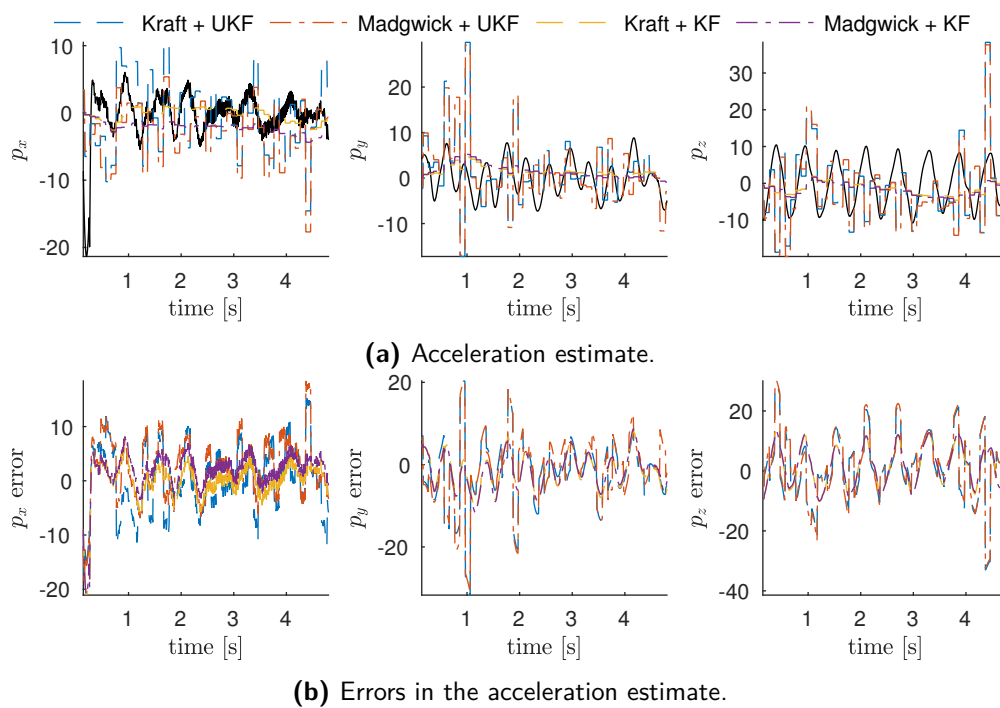 Kraft + UKF Madgwick + UKF Kraft + KF Madgwick + KF
10
0
-10
-20
p_x
1 2 3 4
time [s]
20
10
0
-10
p_y
1 2 3 4
time [s]
30
20
10
0
-10
p_z
1 2 3 4
time [s]
(a) Acceleration estimate.
10
0
-10
-20
p_x error
1 2 3 4
time [s]
20
0
-20
p_y error
1 2 3 4
time [s]
20
0
-20
-40
p_z error
1 2 3 4
time [s]
(b) Errors in the acceleration estimate.